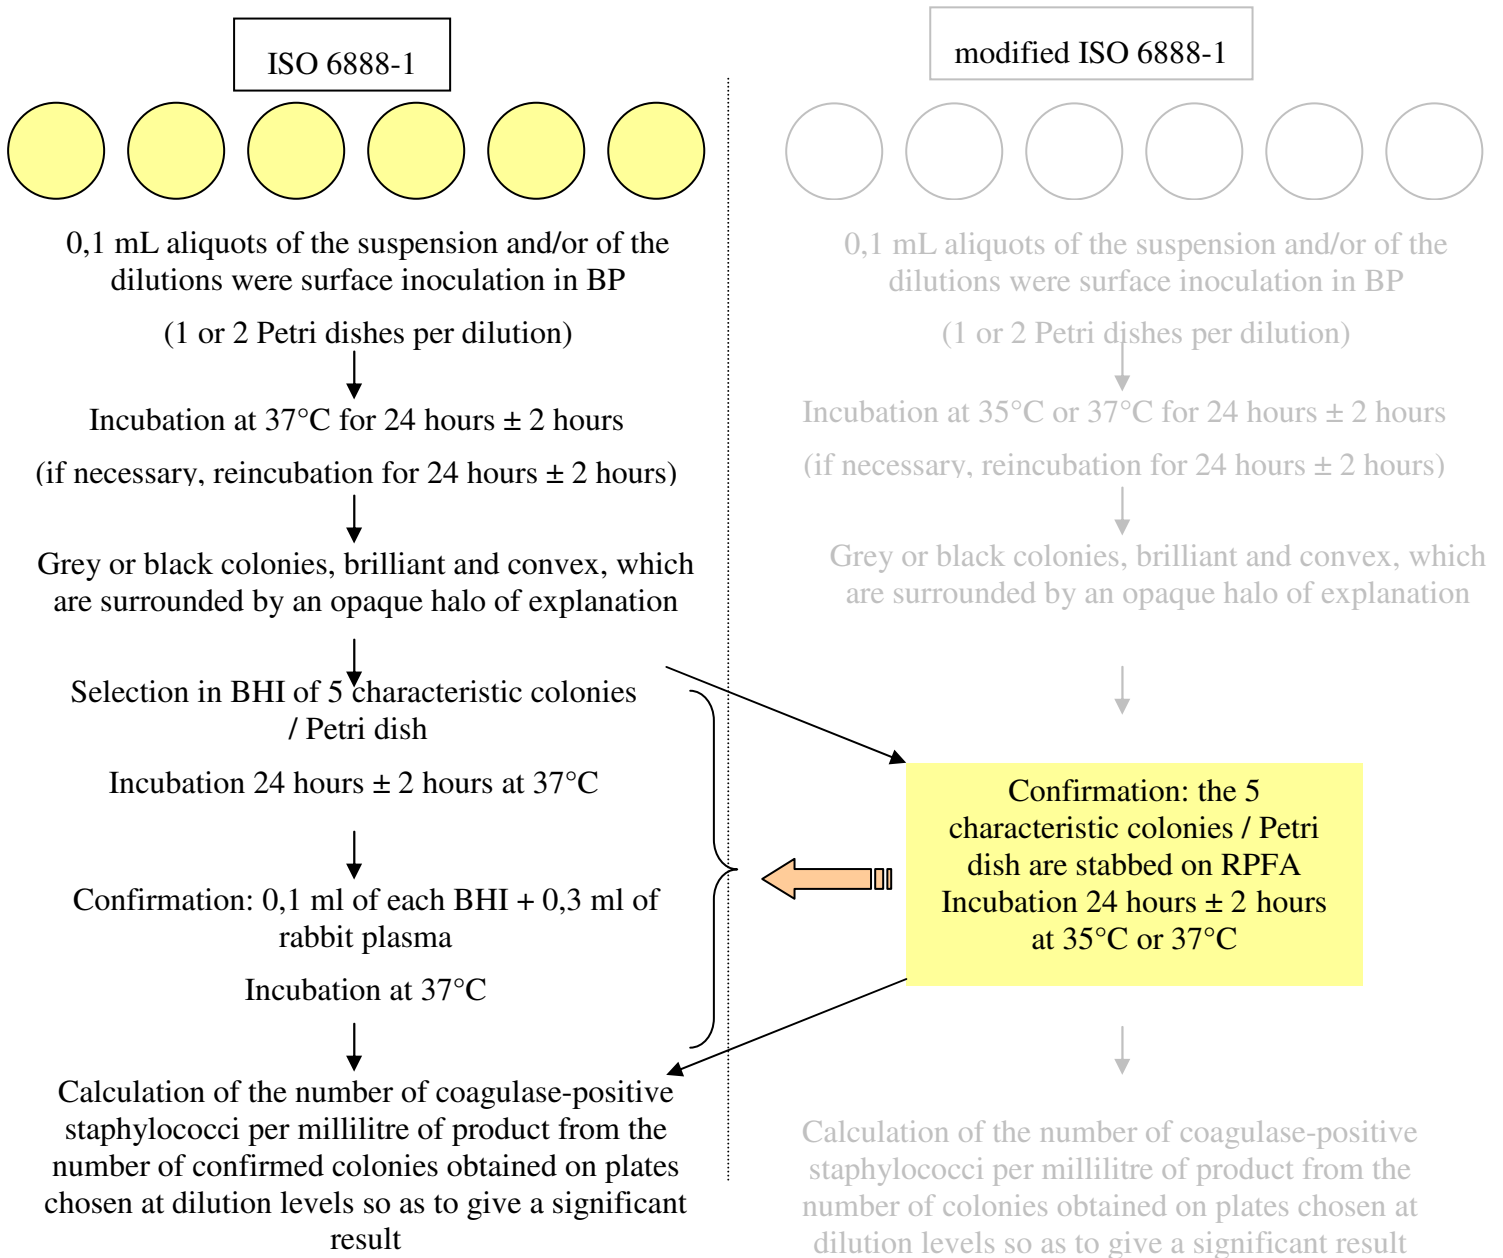 ISO 6888-1
0,1 mL aliquots of the suspension and/or of the
dilutions were surface inoculation in BP
(1 or 2 Petri dishes per dilution)
Incubation at 37°C for 24 hours ± 2 hours
(if necessary, reincubation for 24 hours ± 2 hours)
Grey or black colonies, brilliant and convex, which
are surrounded by an opaque halo of explanation
Selection in BHI of 5 characteristic colonies
/ Petri dish
Incubation 24 hours ± 2 hours at 37°C
Confirmation: 0,1 ml of each BHI + 0,3 ml of
rabbit plasma
Incubation at 37°C
Calculation of the number of coagulase-positive
staphylococci per millilitre of product from the
number of confirmed colonies obtained on plates
chosen at dilution levels so as to give a significant
result
modified ISO 6888-1
0,1 mL aliquots of the suspension and/or of the
dilutions were surface inoculation in BP
(1 or 2 Petri dishes per dilution)
Incubation at 35°C or 37°C for 24 hours ± 2 hours
(if necessary, reincubation for 24 hours ± 2 hours)
Grey or black colonies, brilliant and convex, which
are surrounded by an opaque halo of explanation
Confirmation: the 5
characteristic colonies / Petri
dish are stabbed on RPFA
Incubation 24 hours ± 2 hours
at 35°C or 37°C
Calculation of the number of coagulase-positive
staphylococci per millilitre of product from the
number of colonies obtained on plates chosen at
dilution levels so as to give a significant result